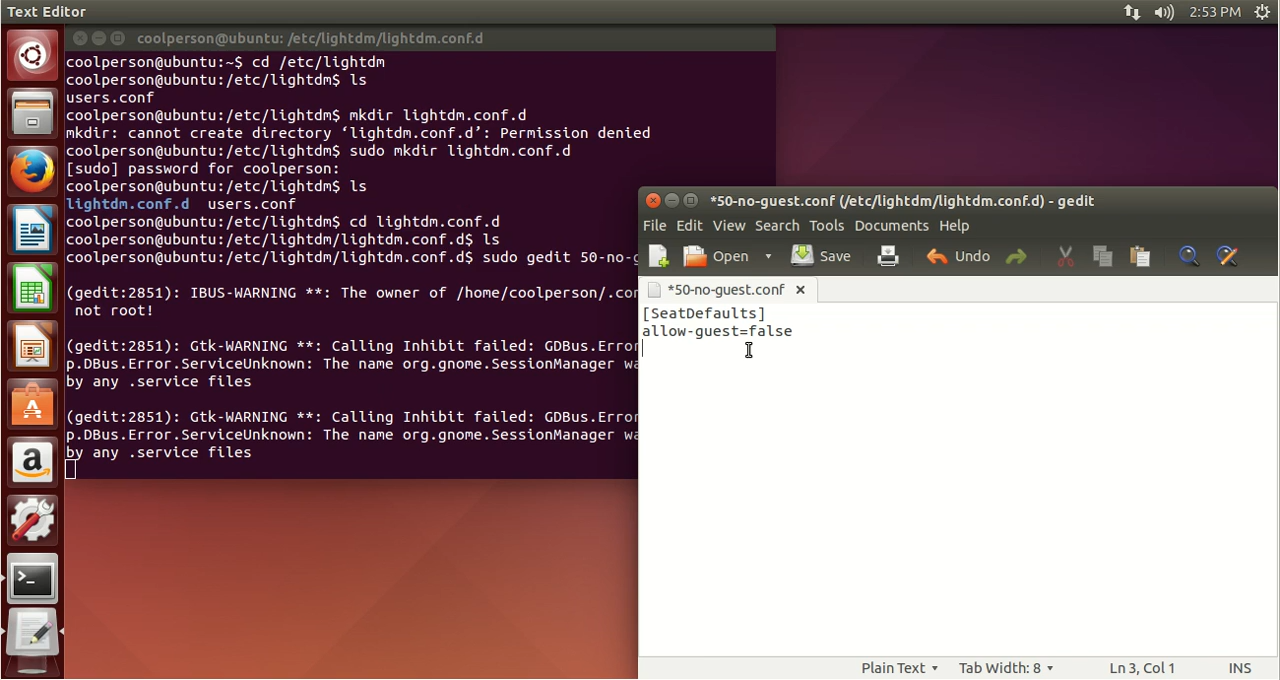 Text Editor
2:53 PM
coolperson@ubuntu: /etc/lightdm/lightdm.conf.d
coolperson@ubuntu:~$ cd /etc/lightdm
coolperson@ubuntu:/etc/lightdm$ ls
users.conf
coolperson@ubuntu:/etc/lightdm$ mkdir lightdm.conf.d
mkdir: cannot create directory ‘lightdm.conf.d’: Permission denied
coolperson@ubuntu:/etc/lightdm$ sudo mkdir lightdm.conf.d
[sudo] password for coolperson:
coolperson@ubuntu:/etc/lightdm$ ls
lightdm.conf.d users.conf
coolperson@ubuntu:/etc/lightdm$ cd lightdm.conf.d
coolperson@ubuntu:/etc/lightdm/lightdm.conf.d$ ls
coolperson@ubuntu:/etc/lightdm/lightdm.conf.d$ sudo gedit 50-no-g
(gedit:2851): IBUS-WARNING **: The owner of /home/coolperson/.con
not root!
(gedit:2851): Gtk-WARNING **: Calling Inhibit failed: GDBus.Error
p.DBus.Error.ServiceUnknown: The name org.gnome.SessionManager wa
by any .service files
(gedit:2851): Gtk-WARNING **: Calling Inhibit failed: GDBus.Error
p.DBus.Error.ServiceUnknown: The name org.gnome.SessionManager wa
by any .service files
*50-no-guest.conf (/etc/lightdm/lightdm.conf.d) - gedit
File Edit View Search Tools Documents Help
Open Save Undo
*50-no-guest.conf
[SeatDefaults]
allow-guest=false
Plain Text Tab Width: 8 Ln 3, Col 1 INS